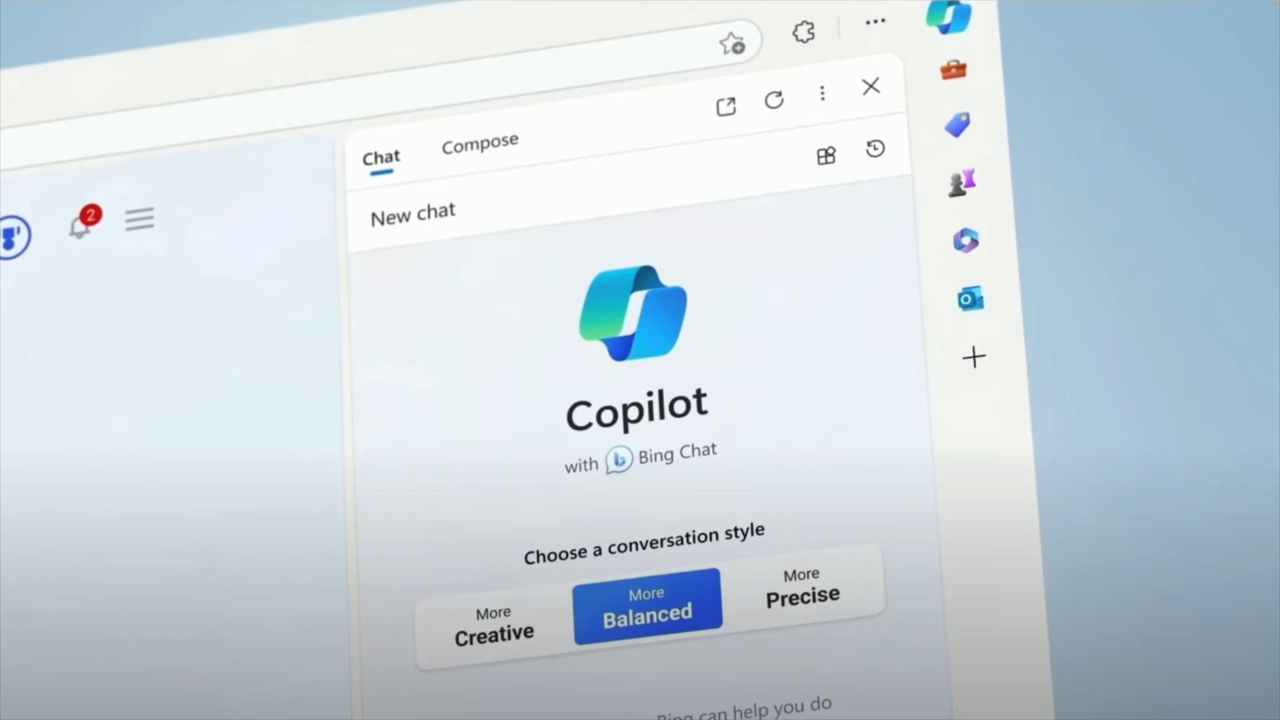 2
Chat
Compose
New chat
Copilot
with Bing Chat
Choose a conversation style
More
Creative
More
Balanced
More
Precise
Bing can help you do